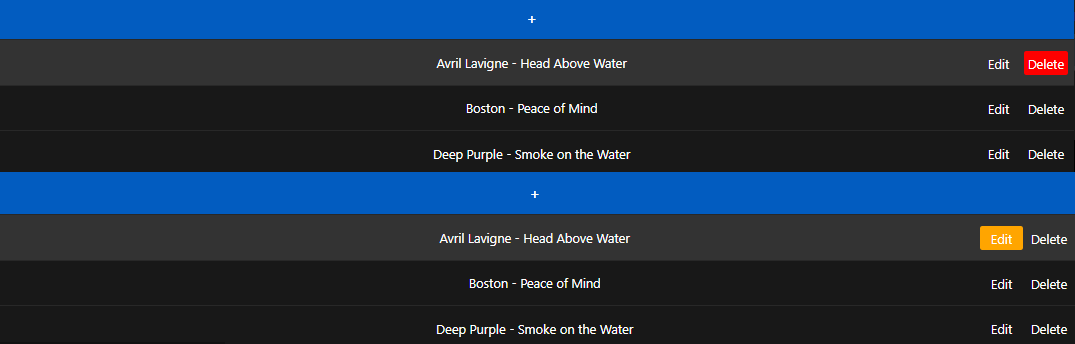 +
Avril Lavigne - Head Above Water Edit Delete
Boston - Peace of Mind Edit Delete
Deep Purple - Smoke on the Water Edit Delete
+
Avril Lavigne - Head Above Water Edit Delete
Boston - Peace of Mind Edit Delete
Deep Purple - Smoke on the Water Edit Delete